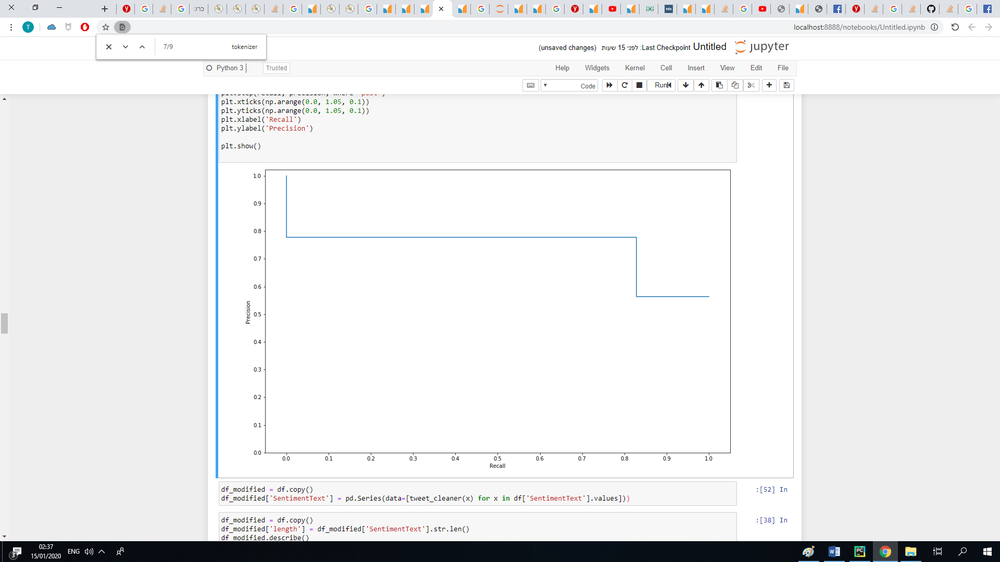 כרט
localhost:8888/notebooks/Untitled.ipynb
7/9 tokenizer
jupyter Untitled Last Checkpoint: לפני 15 שעות (unsaved changes)
Python 3 Trusted Help Widgets Kernel Cell Insert View Edit File
Code Run
plt.xticks(np.arange(0.0, 1.05, 0.1))
plt.yticks(np.arange(0.0, 1.05, 0.1))
plt.xlabel('Recall')
plt.ylabel('Precision')
plt.show()
1.0
0.9
0.8
0.7
0.6
0.5
0.4
0.3
0.2
0.1
0.0
Precision
0.0 0.1 0.2 0.3 0.4 0.5 0.6 0.7 0.8 0.9 1.0
Recall
df_modified = df.copy() :[52] In
df_modified['SentimentText'] = pd.Series(data=[tweet_cleaner(x) for x in df['SentimentText'].values]))
df_modified = df.copy() :[38] In
df_modified['length'] = df_modified['SentimentText'].str.len()
df_modified.describe()
3 02:37 ENG
15/01/2020